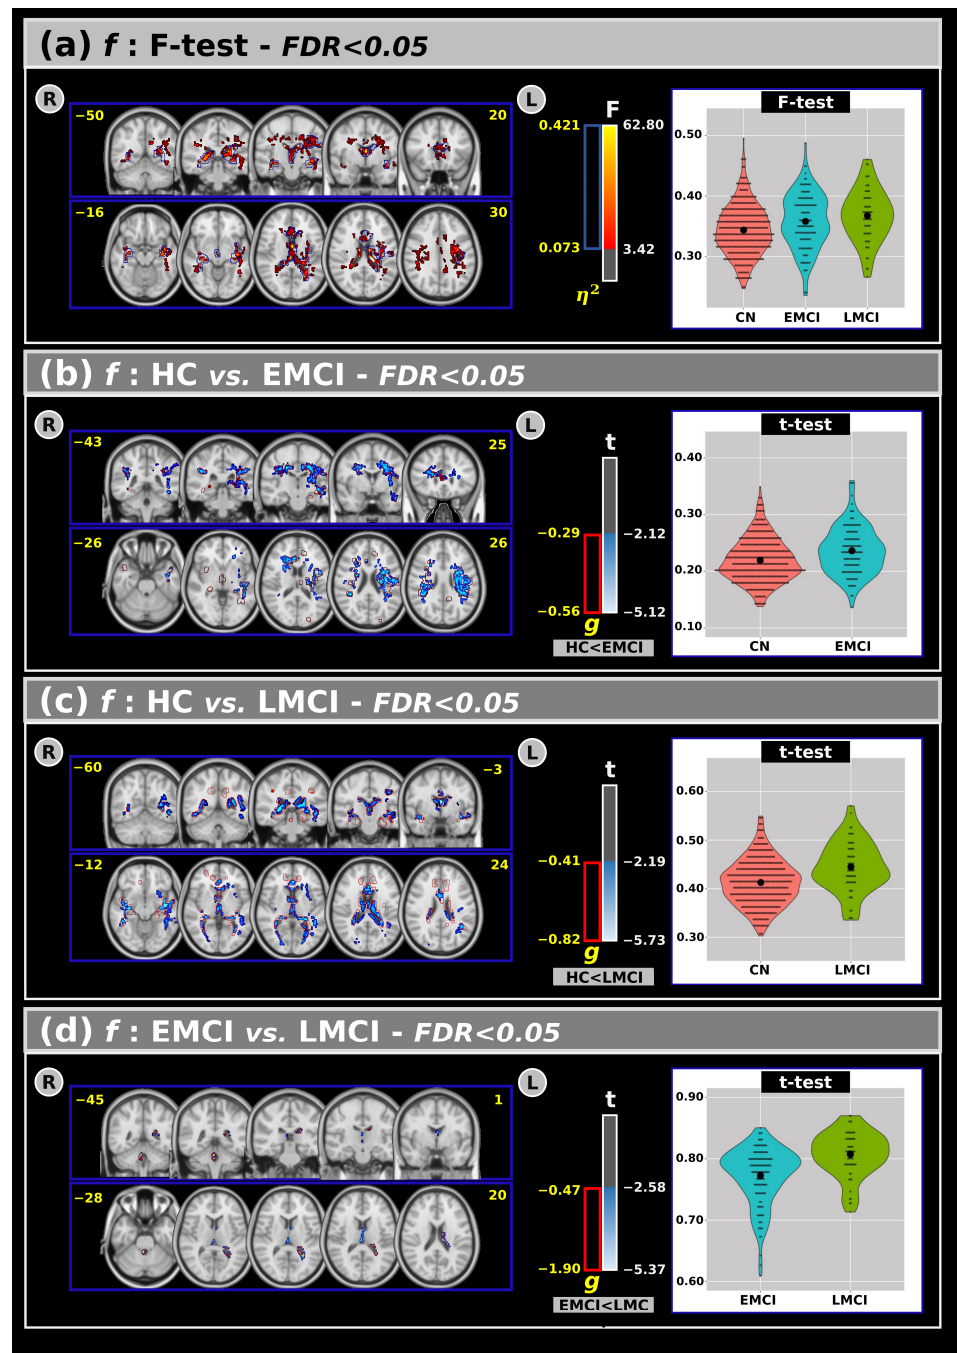 (a) f : F-test - FDR<0.05
R
L
−50
20
−16
30
F
0.421
62.80
0.073
3.42
η²
F-test
0.50
0.40
0.30
CN EMCI LMCI
(b) f : HC vs. EMCI - FDR<0.05
R
L
−43
25
−26
26
t
−0.29
−2.12
−0.56
−5.12
g
HC<EMCI
t-test
0.40
0.30
0.20
0.10
CN EMCI
(c) f : HC vs. LMCI - FDR<0.05
R
L
−60
−3
−12
24
t
−0.41
−2.19
−0.82
−5.73
g
HC<LMCI
t-test
0.60
0.50
0.40
0.30
CN LMCI
(d) f : EMCI vs. LMCI - FDR<0.05
R
L
−45
1
−28
20
t
−0.47
−2.58
−1.90
−5.37
g
EMCI<LMC
t-test
0.90
0.80
0.70
0.60
EMCI LMCI